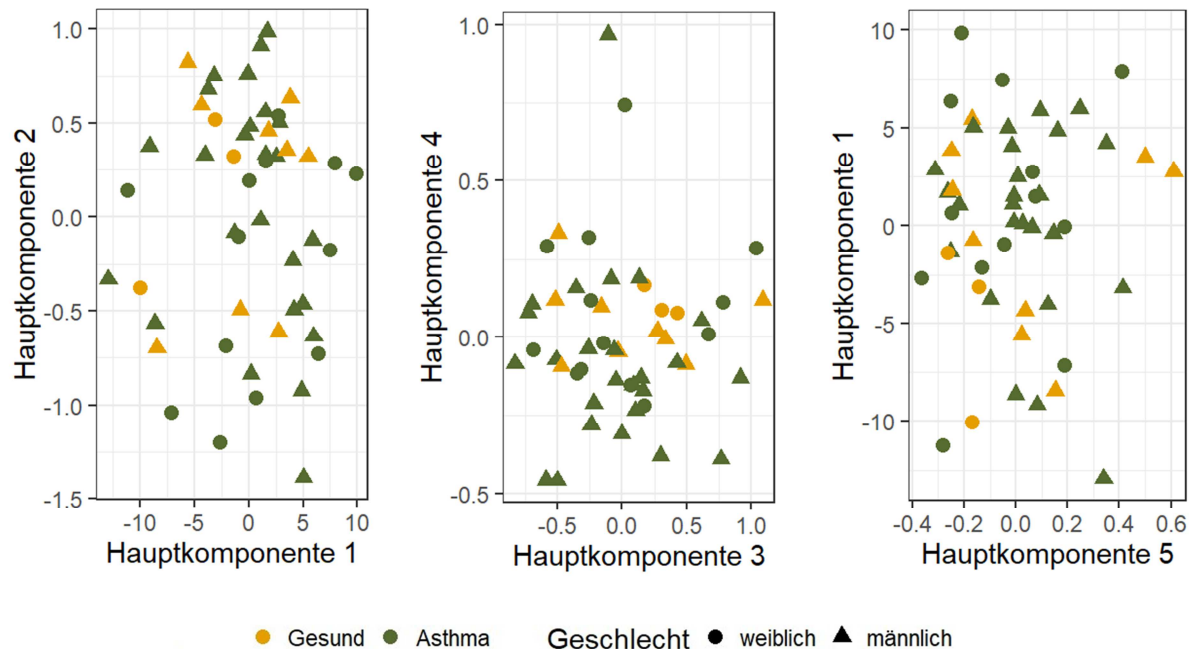 1.0
0.5
0.0
-0.5
-1.0
-1.5
Hauptkomponente 2
-10 -5 0 5 10
Hauptkomponente 1
1.0
0.5
0.0
-0.5
Hauptkomponente 4
-0.5 0.0 0.5 1.0
Hauptkomponente 3
10
5
0
-5
-10
Hauptkomponente 1
-0.4 -0.2 0.0 0.2 0.4 0.6
Hauptkomponente 5
Gesund Asthma Geschlecht weiblich männlich